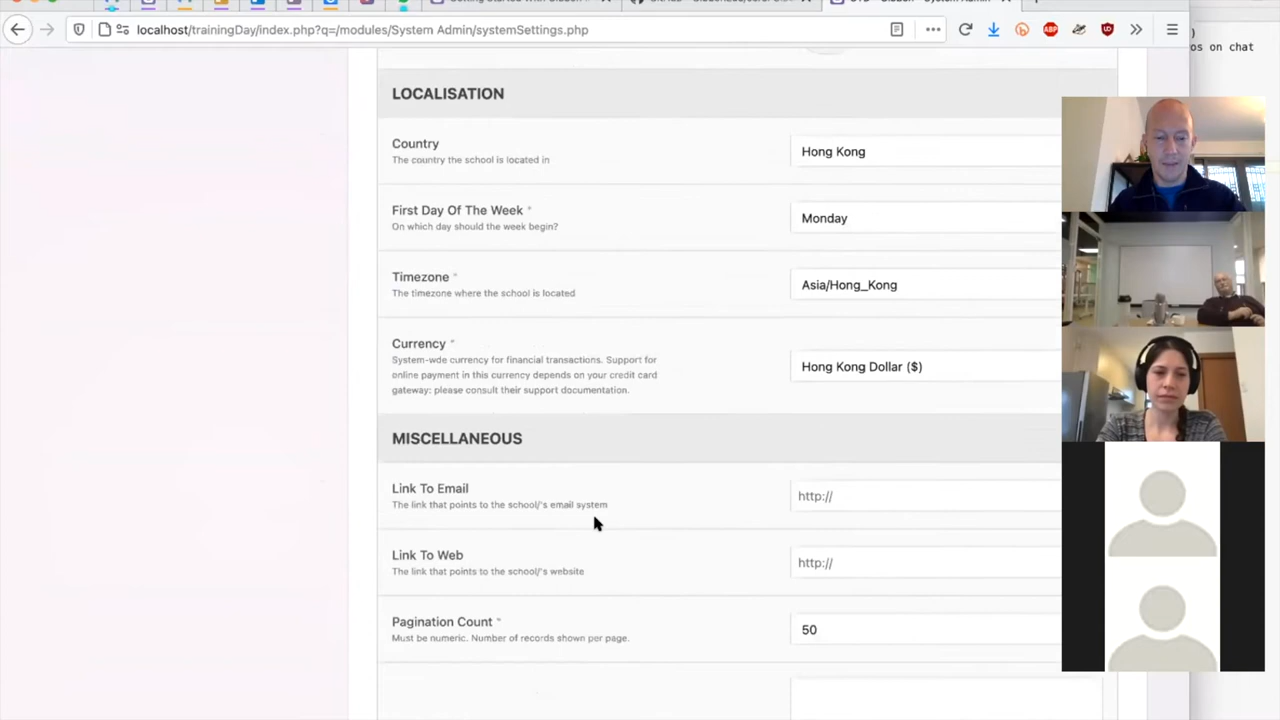 localhost/trainingDay/index.php?q=/modules/System Admin/systemSettings.php
ABP
os on chat
LOCALISATION
Country
The country the school is located in
Hong Kong
First Day Of The Week *
On which day should the week begin?
Monday
Timezone *
The timezone where the school is located
Asia/Hong_Kong
Currency *
System-wde currency for financial transactions. Support for
online payment in this currency depends on your credit card
gateway: please consult their support documentation.
Hong Kong Dollar ($)
MISCELLANEOUS
Link To Email
The link that points to the school/'s email system
http://
Link To Web
The link that points to the school/'s website
http://
Pagination Count *
Must be numeric. Number of records shown per page.
50